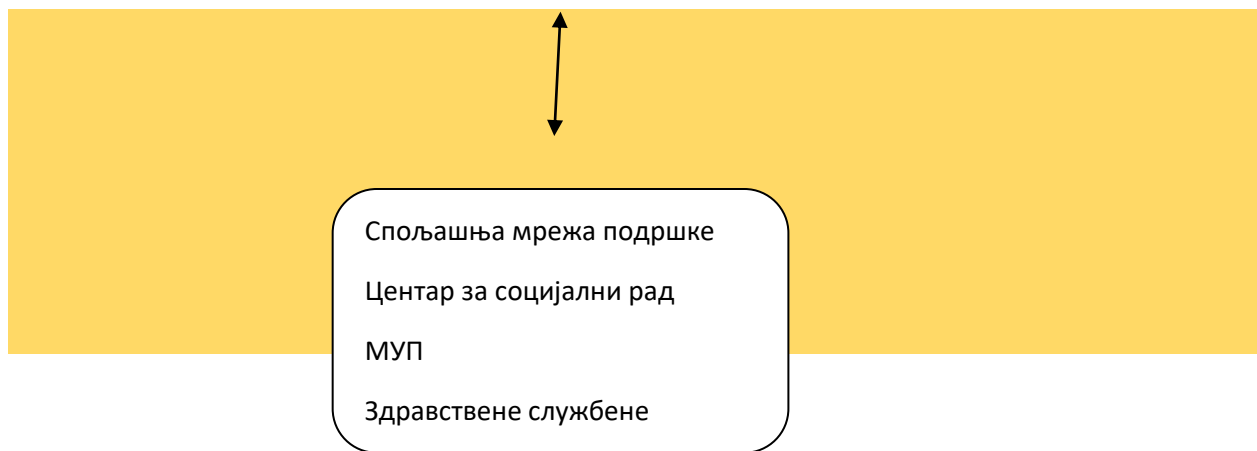 Спољашња мрежа подршке
Центар за социјални рад
МУП
Здравствене службене